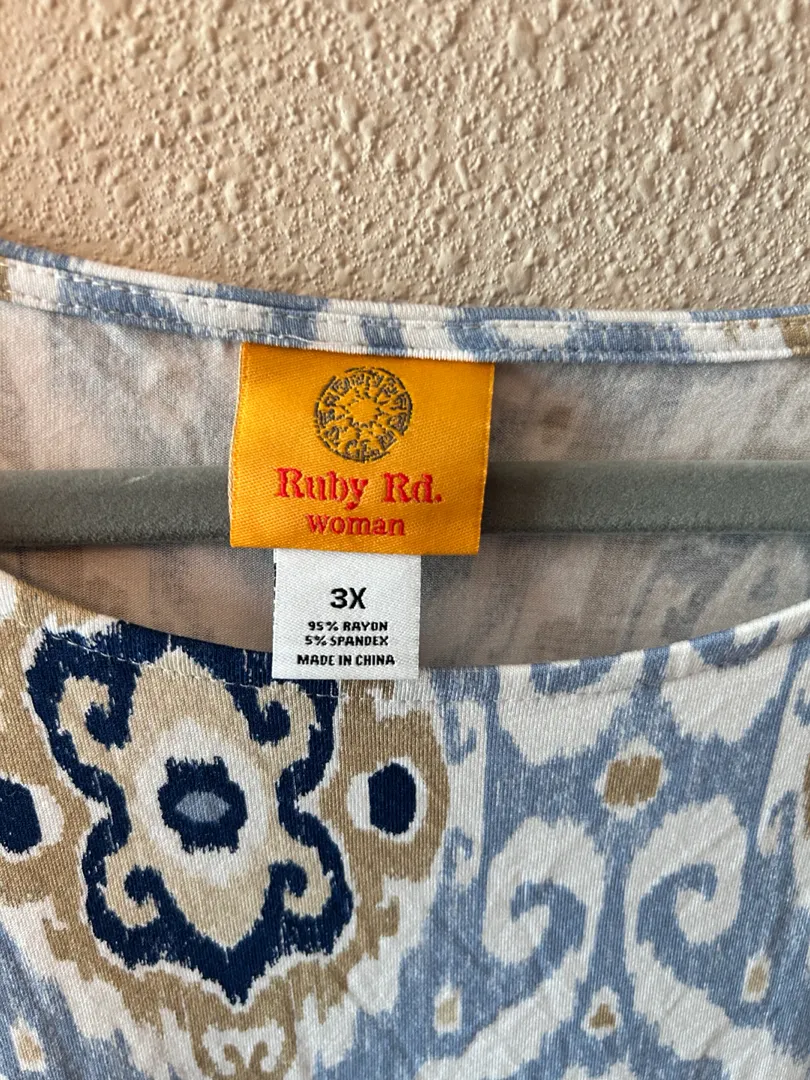 Ruby Rd.
woman
3X
95% RAYON
5% SPANDEX
MADE IN CHINA